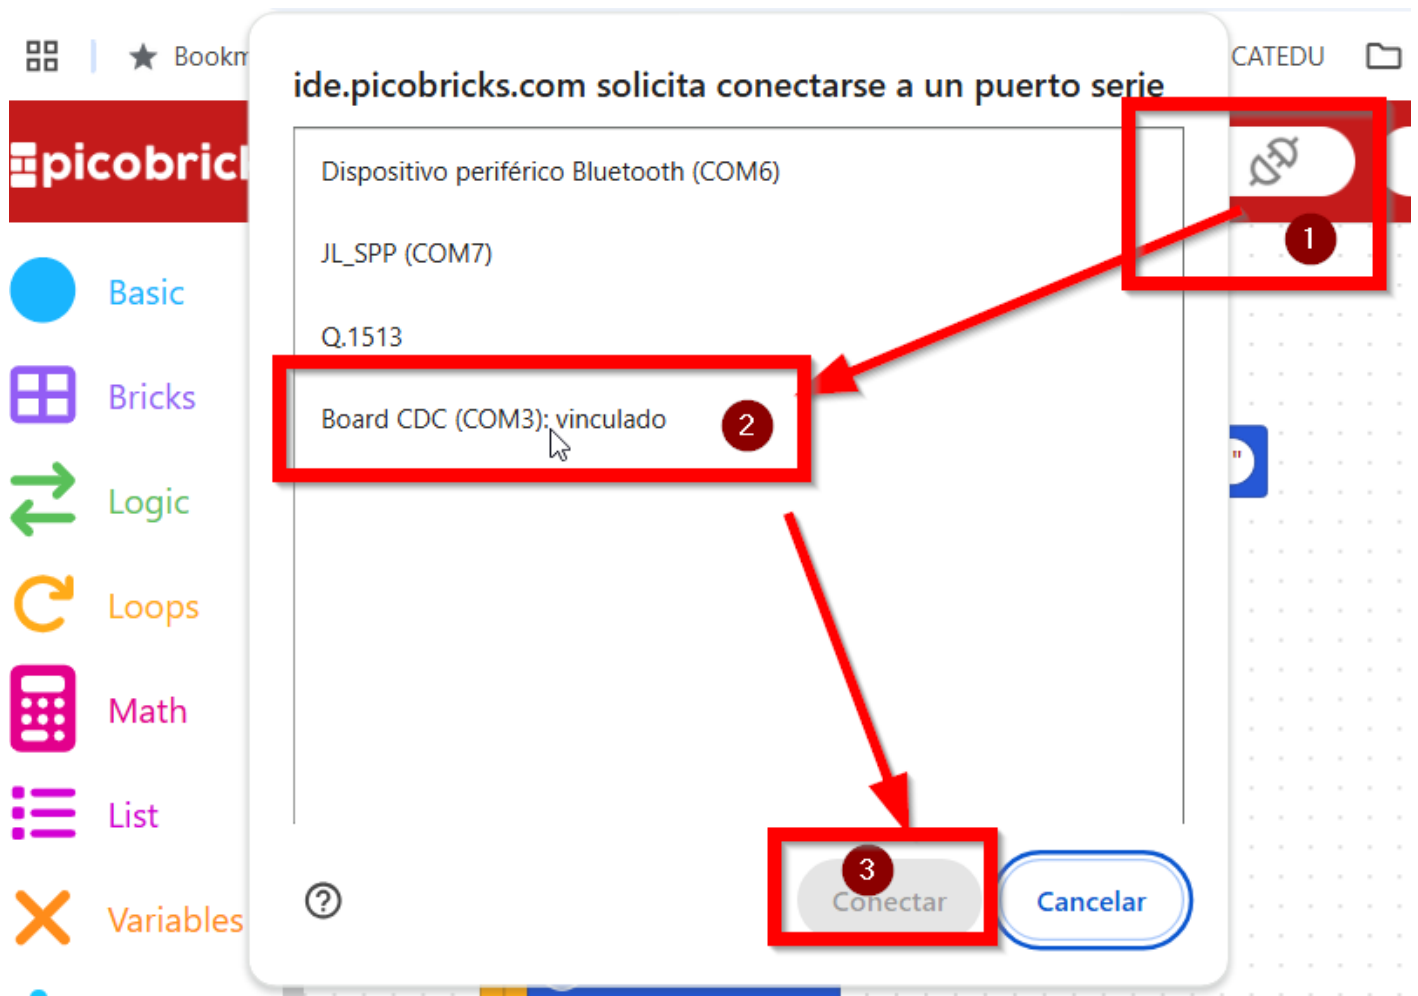 Bookm
CATEDU
ide.picobricks.com solicita conectarse a un puerto serie
picobric
Dispositivo periférico Bluetooth (COM6)
1
JL_SPP (COM7)
Basic
Q.1513
Bricks
Board CDC (COM3): vinculado
2
"
Logic
Loops
Math
List
3
Conectar
Cancelar
Variables